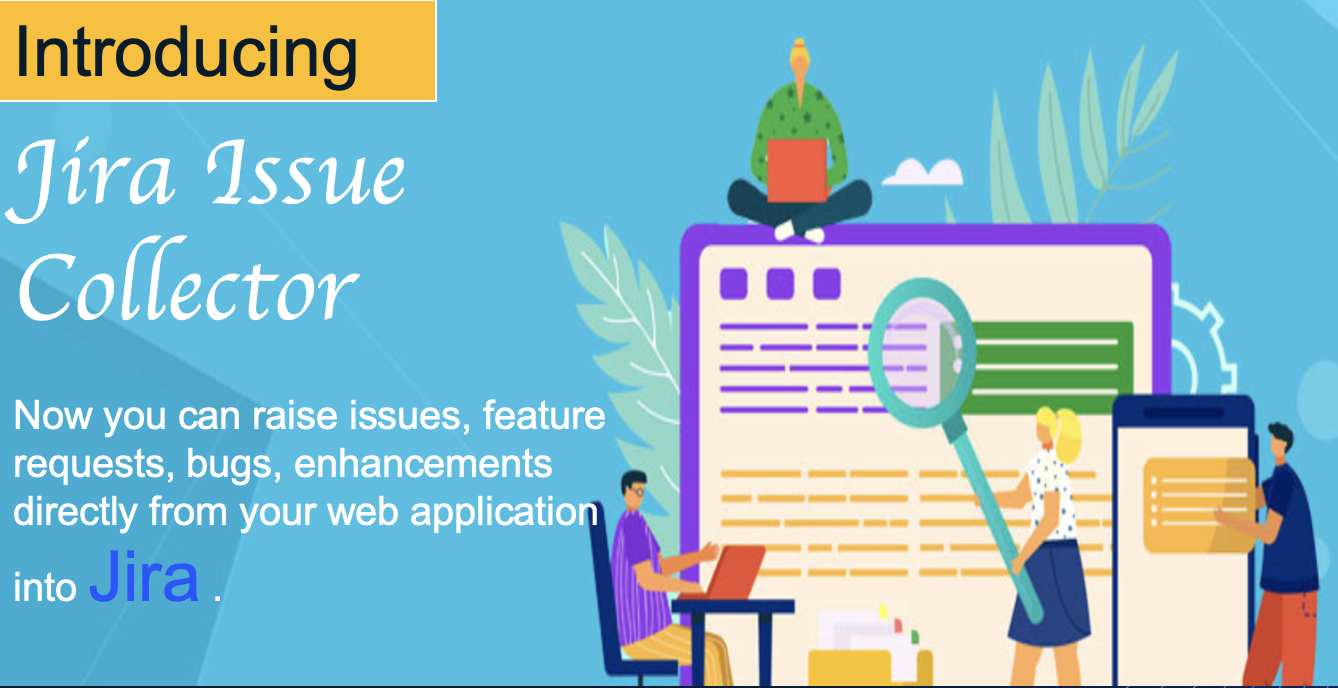 Introducing
Jira Issue
Collector
Now you can raise issues, feature
requests, bugs, enhancements
directly from your web application
into Jira .